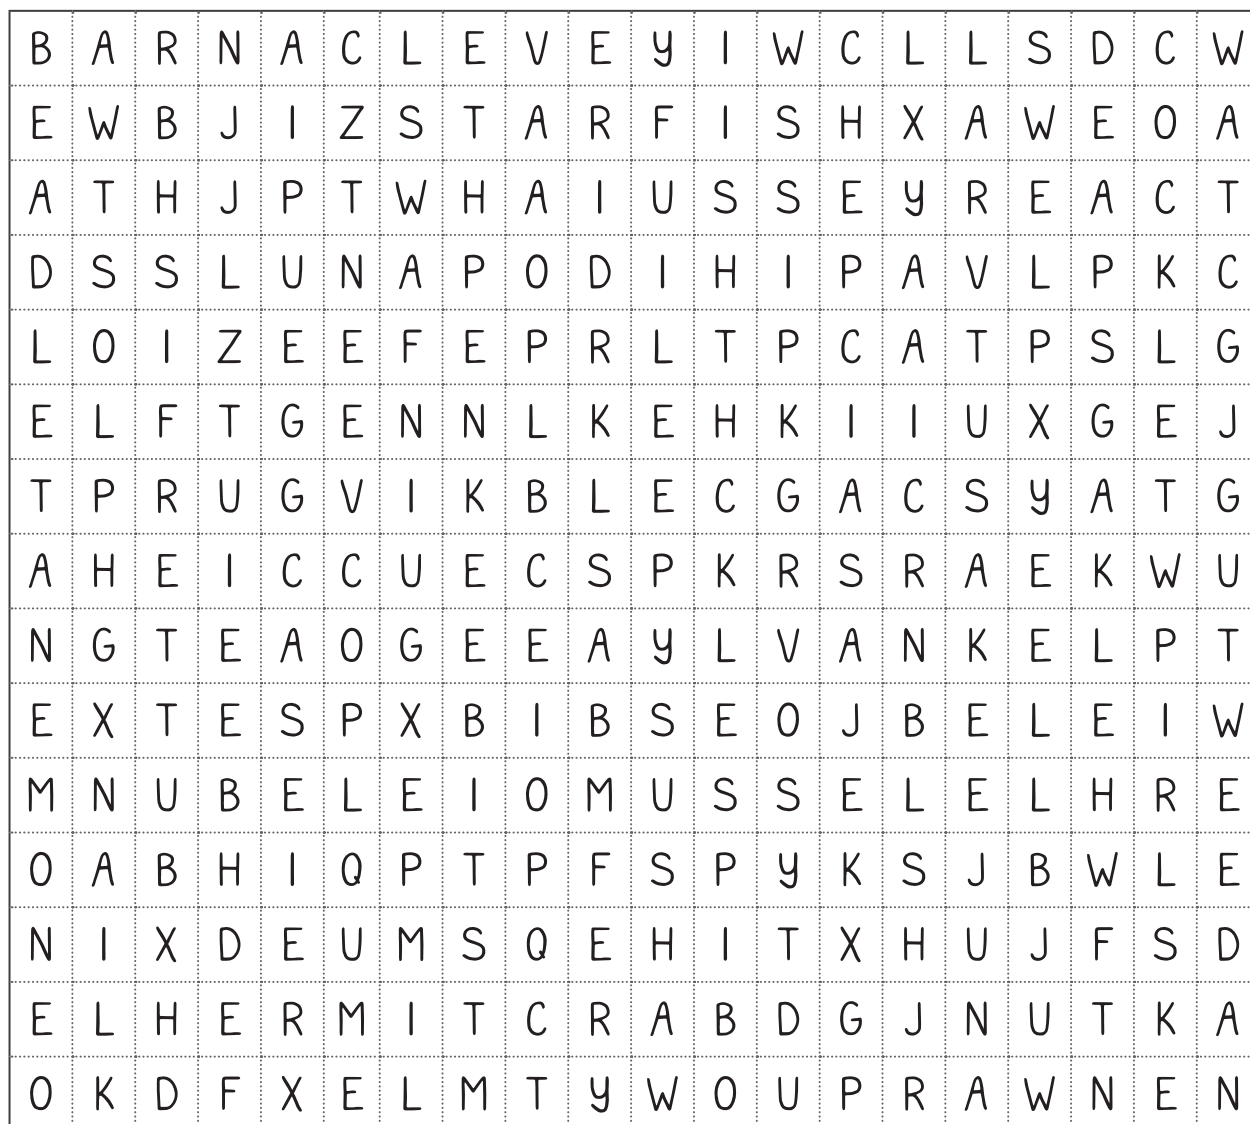 B A R N A C L E V E Y I W C L L S D C W
E W B J I Z S T A R F I S H X A W E O A
A T H J P T W H A I U S S E Y R E A C T
D S S L U N A P O D I H I P A V L P K C
L O I Z E E F E P R L T P C A T P S L G
E L F T G E N N L K E H K I I U X G E J
T P R U G V I K B L E C G A C S Y A T G
A H E I C C U E C S P K R S R A E K W U
N G T E A O G E E A Y L V A N K E L P T
E X T E S P X B I B S E O J B E L E I W
M N U B E L E I O M U S S E L E L H R E
O A B H I Q P T P F S P Y K S J B W L E
N I X D E U M S Q E H I T X H U J F S D
E L H E R M I T C R A B D G J N U T K A
O K D F X E L M T Y W O U P R A W N E N